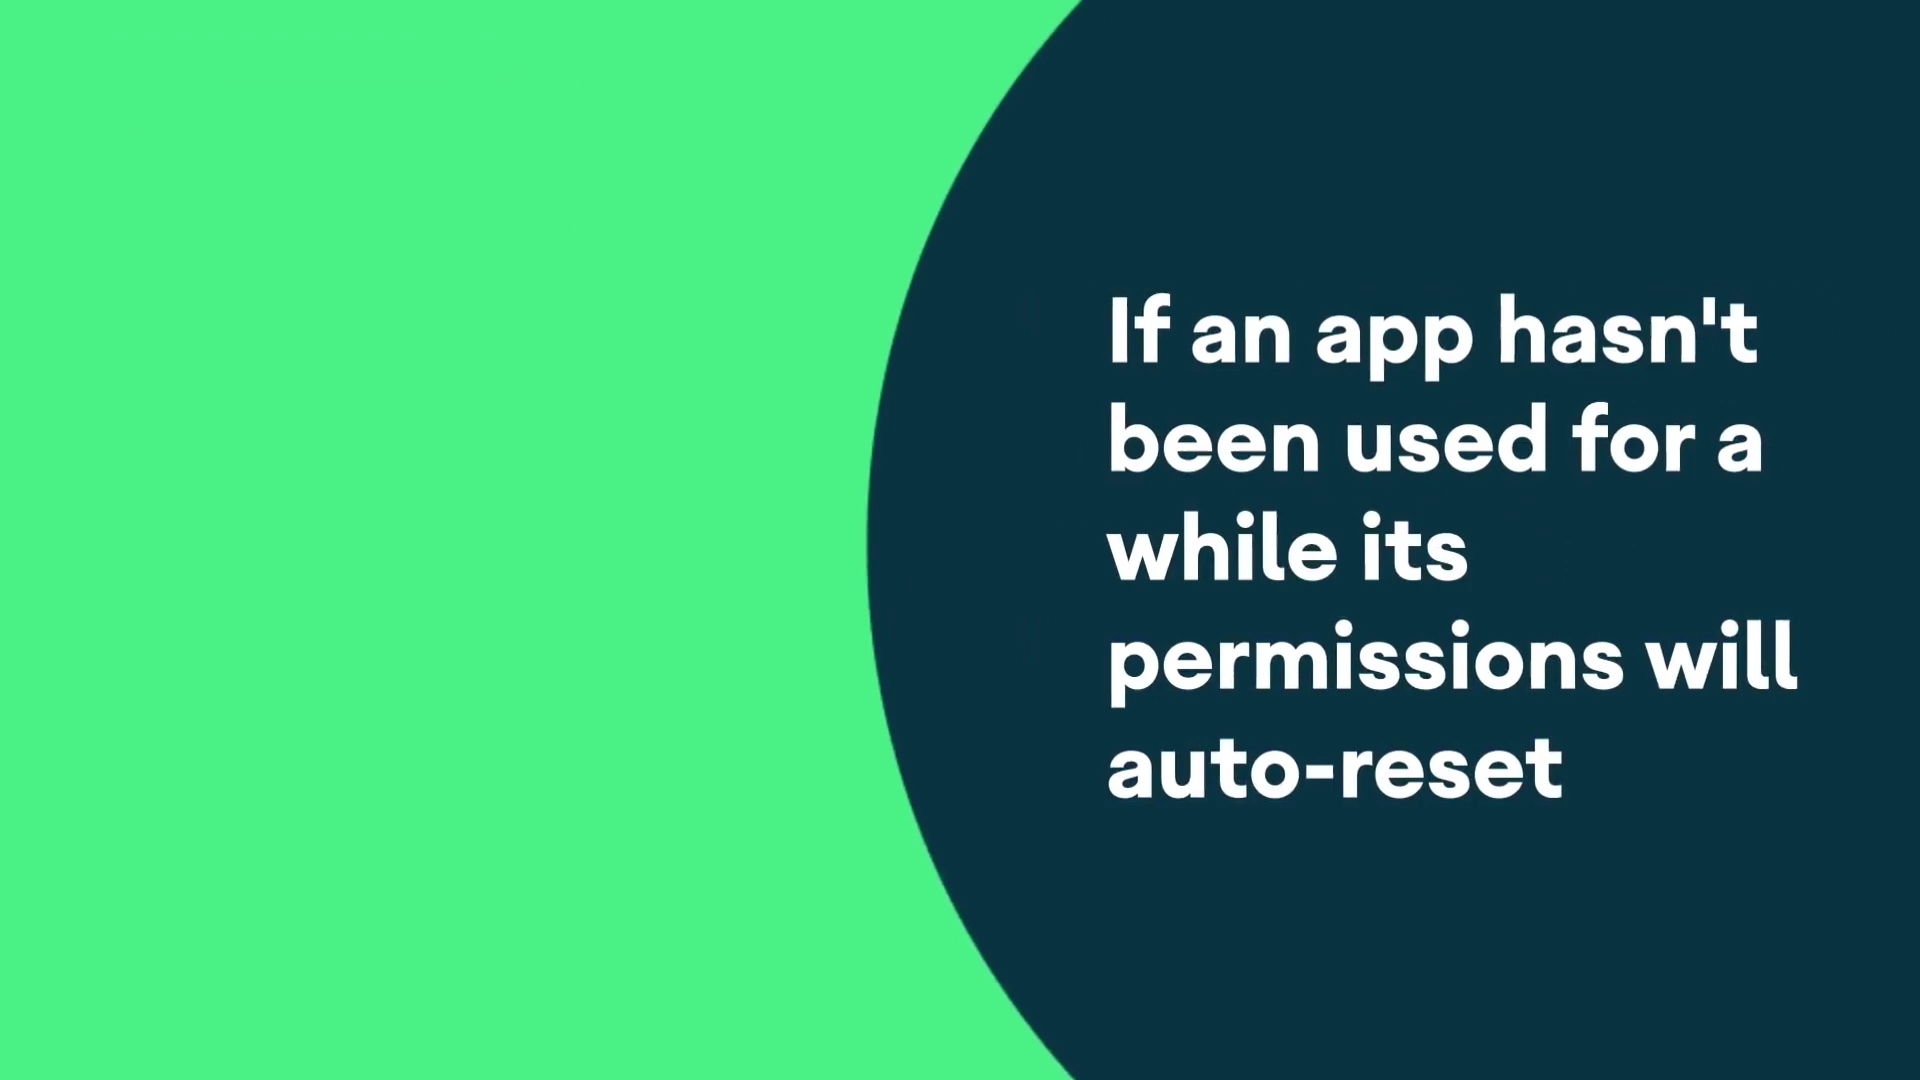 If an app hasn't
been used for a
while its
permissions will
auto-reset